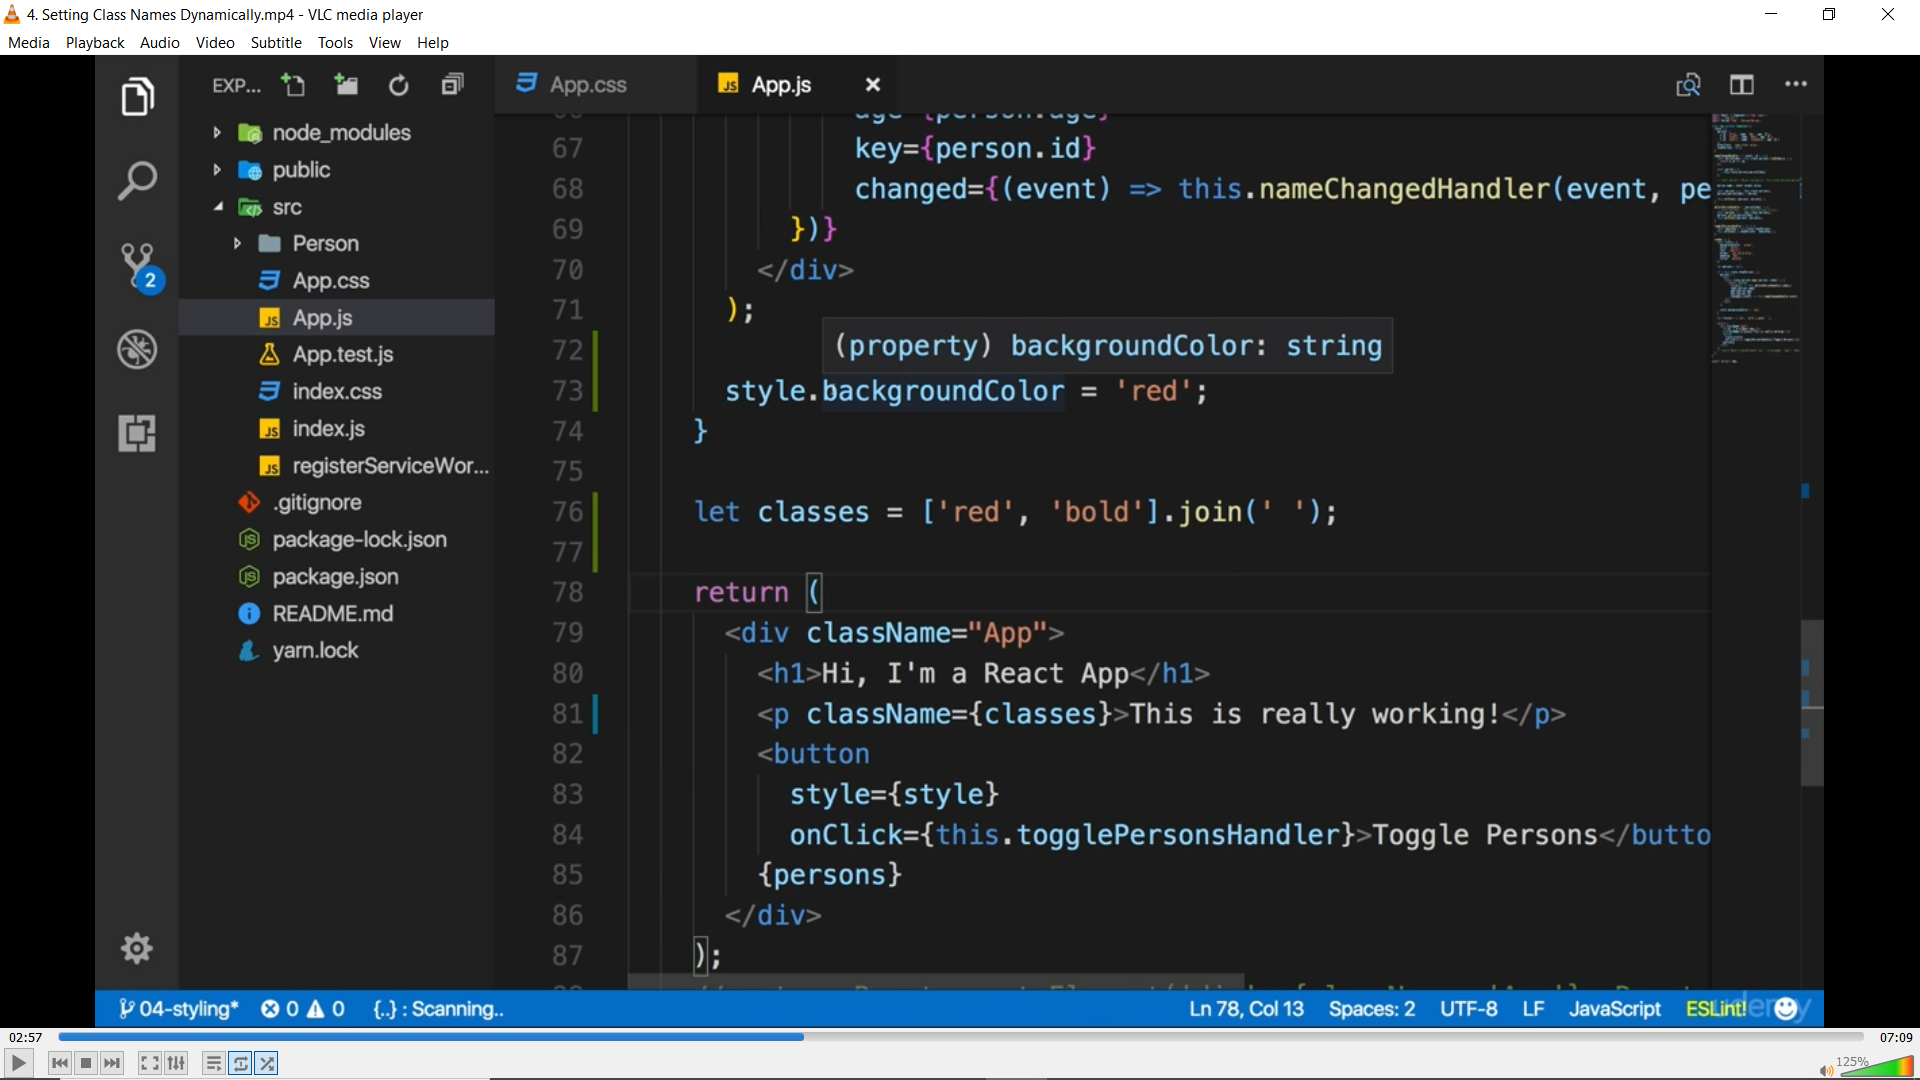 4. Setting Class Names Dynamically.mp4 - VLC media player
Media Playback Audio Video Subtitle Tools View Help
EXP...
node_modules
public
src
Person
App.css
App.js
App.test.js
index.css
index.js
registerServiceWor...
.gitignore
package-lock.json
package.json
README.md
yarn.lock
2
App.css
App.js
67 key={person.id}
68 changed={(event) => this.nameChangedHandler(event, pe
69 })}
70 </div>
71 );
72
(property) backgroundColor: string
73 style.backgroundColor = 'red';
74 }
75
76 let classes = ['red', 'bold'].join(' ');
77
78 return (
79 <div className="App">
80 <h1>Hi, I'm a React App</h1>
81 <p className={classes}>This is really working!</p>
82 <button
83 style={style}
84 onClick={this.togglePersonsHandler}>Toggle Persons</butto
85 {persons}
86 </div>
87 );
04-styling* 0 0 {..} : Scanning.. Ln 78, Col 13 Spaces: 2 UTF-8 LF JavaScript ESLint!
02:57 07:09
125%